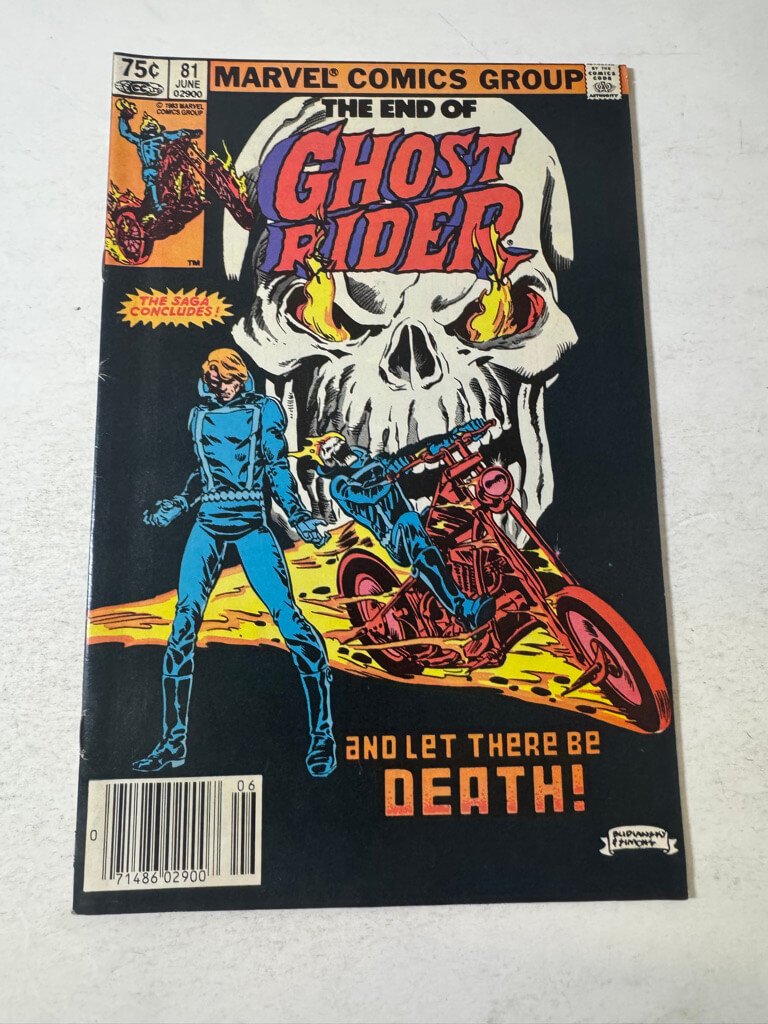 75¢
81
JUNE
02900
MARVEL® COMICS GROUP
BY THE
COMICS
CODE
AUTHORITY
© 1983 MARVEL
COMICS GROUP
TM
THE END OF
GHOST
RIDER®
THE SAGA
CONCLUDES!
AND LET THERE BE
DEATH!
BUDIANSKY
06
0
71486 02900